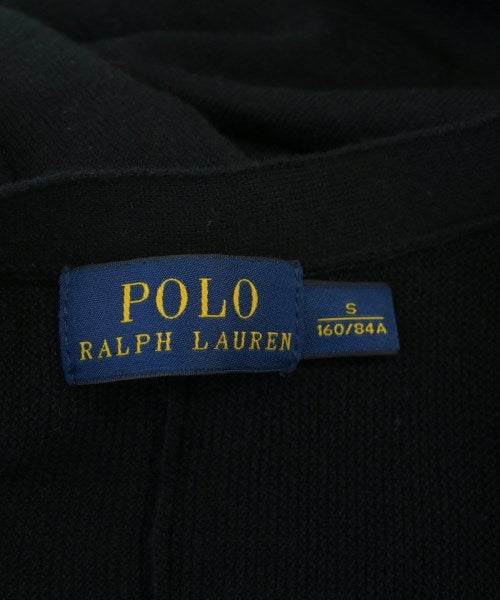 POLO
RALPH LAUREN
S
160/84A